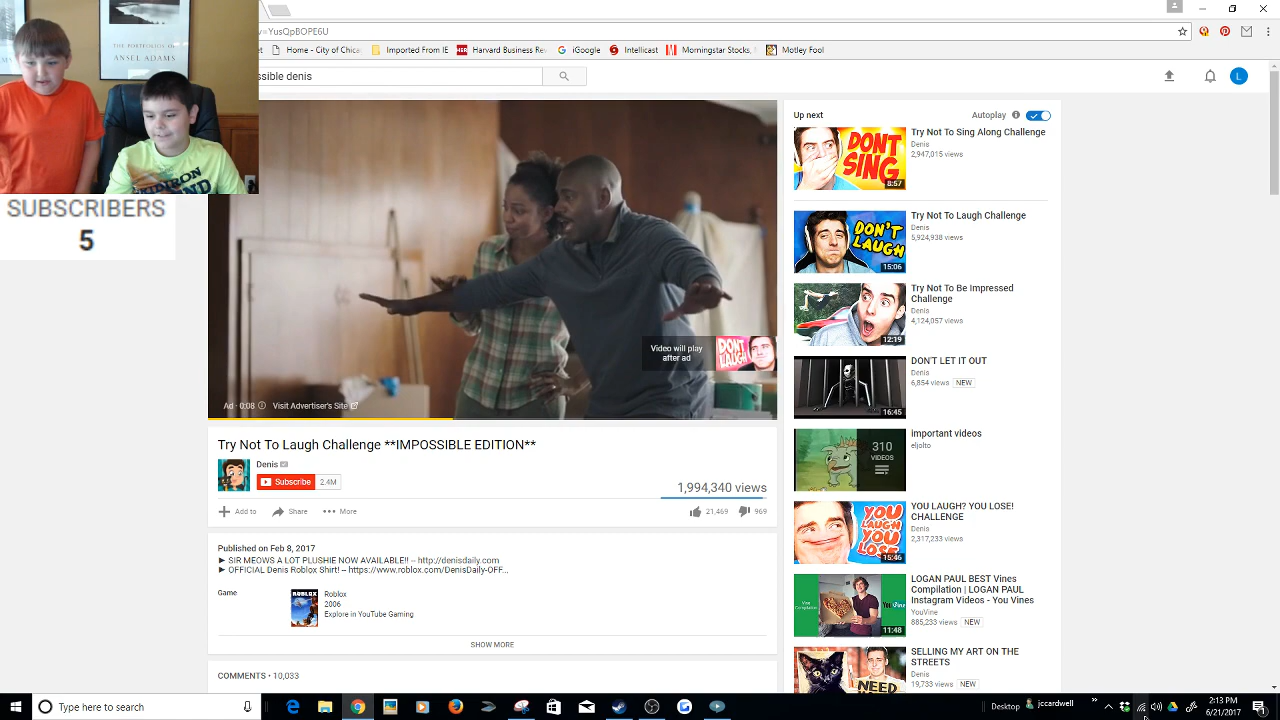 THE PORTFOLIOS OF
ANSEL ADAMS
=YusQpBOPE6U
Home - City of Chica
Imported From IE
Harvard Business Re
iGoogle
Intellicast
Morningstar Stocks,
Motley Fool
ssible denis
L
GRIDIRON
SUBSCRIBERS
5
Video will play
after ad
DON'T
LAUGH
Ad · 0:08
Visit Advertiser's Site
Try Not To Laugh Challenge **IMPOSSIBLE EDITION**
Denis
Subscribe 2.4M
1,994,340 views
Add to Share More
21,469 969
Published on Feb 8, 2017
► SIR MEOWS A LOT PLUSHIE NOW AVAILABLE!! -- http://denisdaily.com
► OFFICIAL Denis Roblox Shirt! -- https://www.roblox.com/DenisDaily-OFF...
Game
Roblox
2006
Explore in YouTube Gaming
SHOW MORE
COMMENTS • 10,033
Up next
Autoplay
DONT
SING
8:57
Try Not To Sing Along Challenge
Denis
2,947,015 views
DON'T
LAUGH
15:06
Try Not To Laugh Challenge
Denis
5,924,938 views
12:19
Try Not To Be Impressed
Challenge
Denis
4,124,057 views
16:45
DON'T LET IT OUT
Denis
6,854 views NEW
310
VIDEOS
important videos
eljolto
YOU
LAUGH
YOU
LOSE
15:46
YOU LAUGH? YOU LOSE!
CHALLENGE
Denis
2,317,233 views
Vine
Compilation
YouVine
11:48
LOGAN PAUL BEST Vines
Compilation | LOGAN PAUL
Instagram Videos - You Vines
YouVine
885,233 views NEW
NEED
SELLING MY ART ON THE
STREETS
Denis
19,733 views NEW
Type here to search
Desktop
jccardwell
2:13 PM
6/21/2017